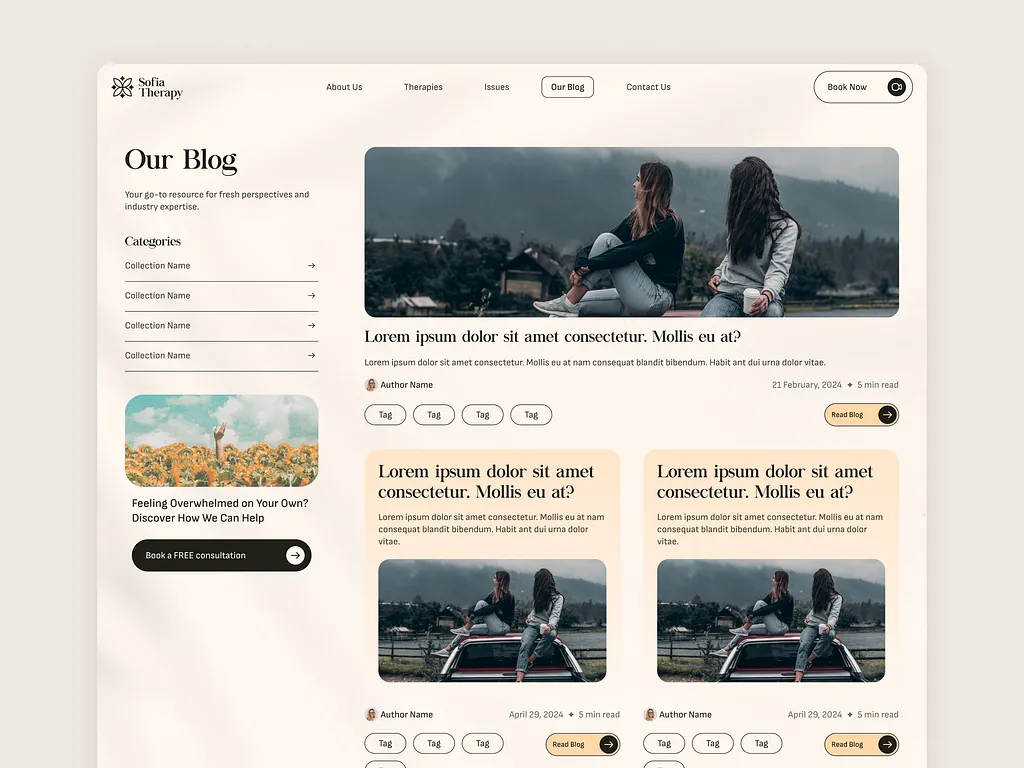 Sofia
Therapy
About Us
Therapies
Issues
Our Blog
Contact Us
Book Now
Our Blog
Your go-to resource for fresh perspectives and
industry expertise.
Categories
Collection Name
Collection Name
Collection Name
Collection Name
Feeling Overwhelmed on Your Own?
Discover How We Can Help
Book a FREE consultation
Lorem ipsum dolor sit amet consectetur. Mollis eu at?
Lorem ipsum dolor sit amet consectetur. Mollis eu at nam consequat blandit bibendum. Habit ant dui urna dolor vitae.
Author Name
21 February, 2024 ✦ 5 min read
Tag
Tag
Tag
Tag
Read Blog
Lorem ipsum dolor sit amet
consectetur. Mollis eu at?
Lorem ipsum dolor sit amet consectetur. Mollis eu at nam
consequat blandit bibendum. Habit ant dui urna dolor
vitae.
Author Name
April 29, 2024 ✦ 5 min read
Tag
Tag
Tag
Read Blog
Lorem ipsum dolor sit amet
consectetur. Mollis eu at?
Lorem ipsum dolor sit amet consectetur. Mollis eu at nam
consequat blandit bibendum. Habit ant dui urna dolor
vitae.
Author Name
April 29, 2024 ✦ 5 min read
Tag
Tag
Tag
Read Blog